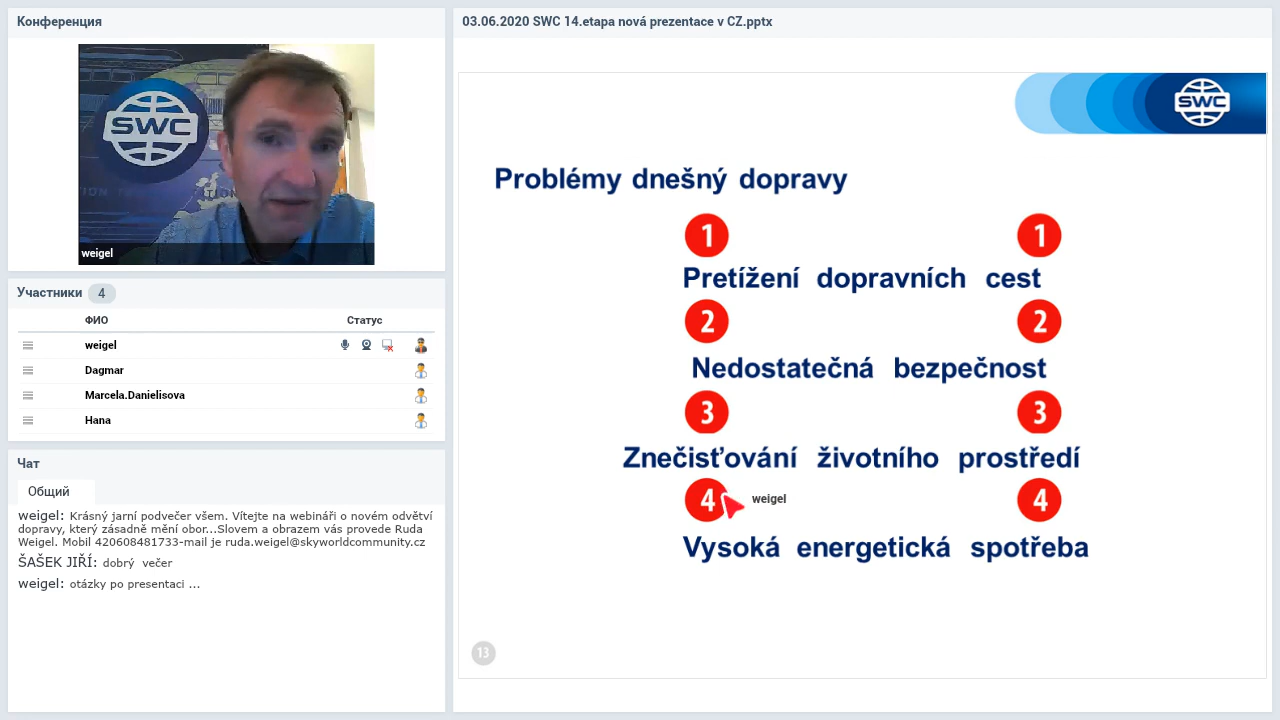 Конференция
SWC
weigel
Участники 4
ФИО Статус
weigel
Dagmar
Marcela.Danielisova
Hana
Чат
Общий
weigel: Krásný jarní podvečer všem. Vítejte na webináři o novém odvětví
dopravy, který zásadně mění obor...Slovem a obrazem vás provede Ruda
Weigel. Mobil 420608481733-mail je ruda.weigel@skyworldcommunity.cz
ŠAŠEK JIŘÍ: dobrý večer
weigel: otázky po presentaci ...
03.06.2020 SWC 14.etapa nová prezentace v CZ.pptx
SWC
Problémy dnešný dopravy
1 1
Pretížení dopravních cest
2 2
Nedostatečná bezpečnost
3 3
Znečisťování životního prostředí
4 weigel 4
Vysoká energetická spotřeba
13